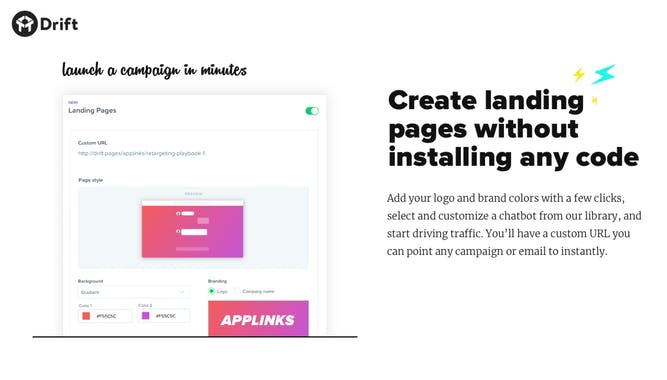 Drift
launch a campaign in minutes
NEW
Landing Pages
Custom URL
http://drift.pages/applinks/retargeting-playbook-1
Page style
PREVIEW
Background
Gradient
Color 1
Color 2
#F55C5C
#F55C5C
Branding
Logo
Company name
APPLINKS
Create landing
pages without
installing any code
Add your logo and brand colors with a few clicks,
select and customize a chatbot from our library, and
start driving traffic. You’ll have a custom URL you
can point any campaign or email to instantly.